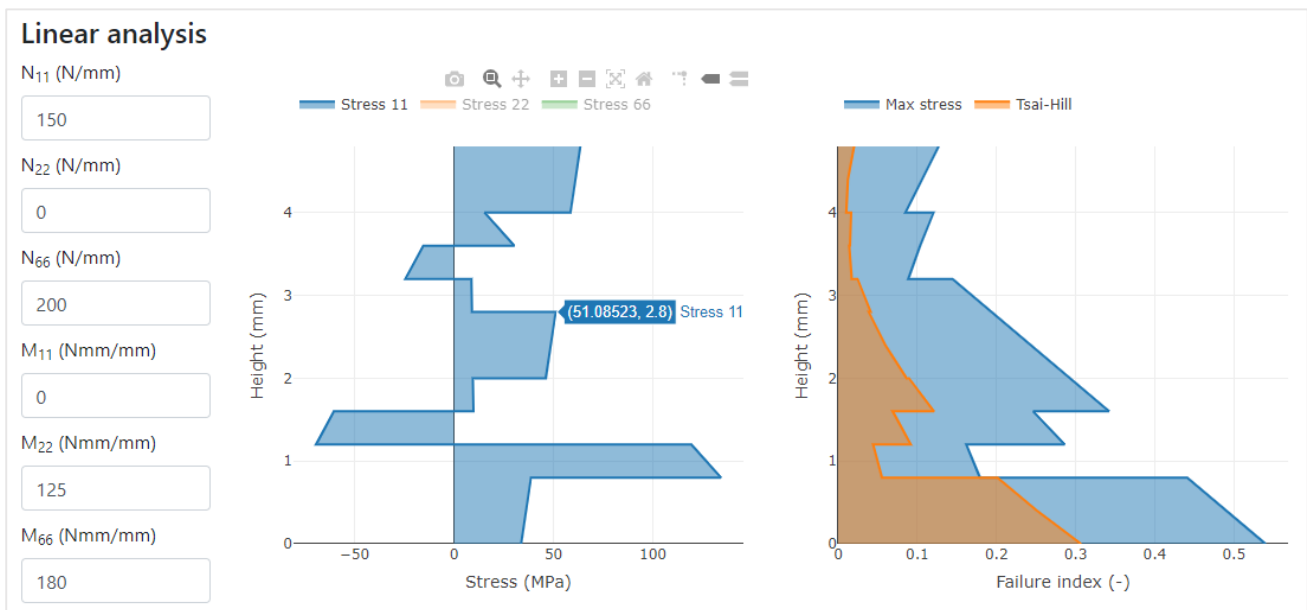 Linear analysis
N11 (N/mm)
150
N22 (N/mm)
0
N66 (N/mm)
200
M11 (Nmm/mm)
0
M22 (Nmm/mm)
125
M66 (Nmm/mm)
180
Stress 11 Stress 22 Stress 66
4
3
2
1
0
Height (mm)
(51.08523, 2.8) Stress 11
−50 0 50 100
Stress (MPa)
Max stress Tsai-Hill
4
3
2
1
0
Height (mm)
0 0.1 0.2 0.3 0.4 0.5
Failure index (-)